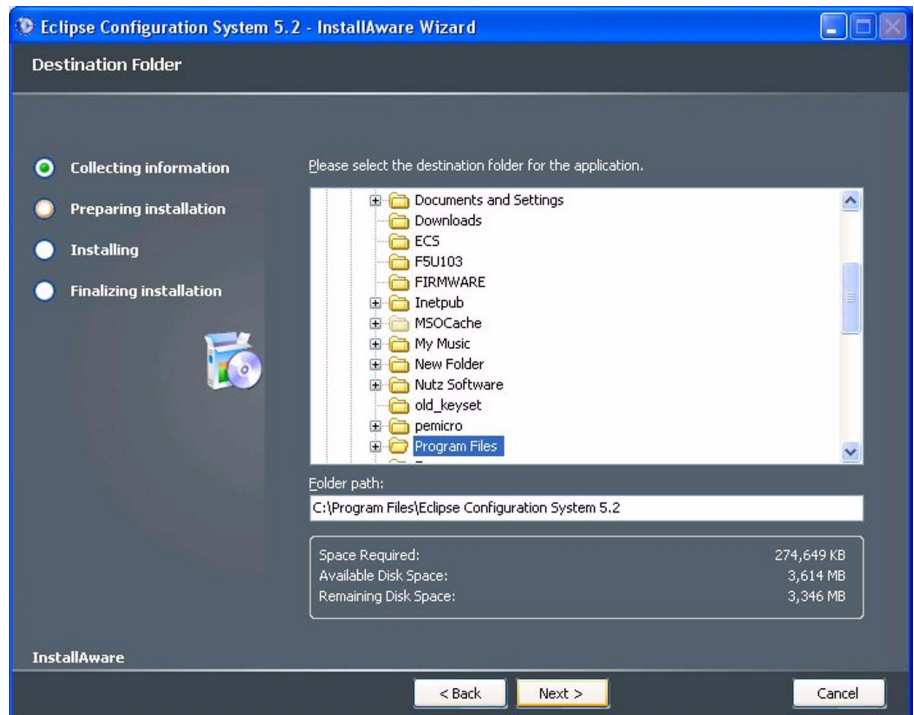 Eclipse Configuration System 5.2 - InstallAware Wizard
Destination Folder
Collecting information
Preparing installation
Installing
Finalizing installation
Please select the destination folder for the application.
Documents and Settings
Downloads
ECS
F5U103
FIRMWARE
Inetpub
MSOCache
My Music
New Folder
Nutz Software
old_keyset
pemicro
Program Files
Folder path:
C:\Program Files\Eclipse Configuration System 5.2
Space Required: 274,649 KB
Available Disk Space: 3,614 MB
Remaining Disk Space: 3,346 MB
InstallAware
< Back Next > Cancel